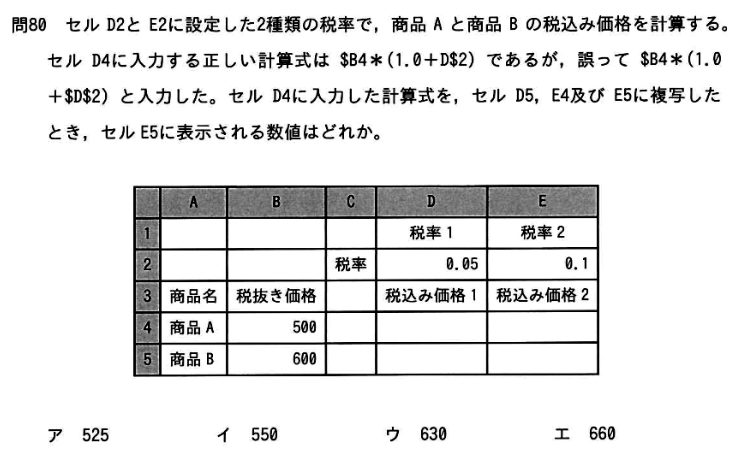 問80 セル D2と E2に設定した2種類の税率で，商品 A と商品 B の税込み価格を計算する。
セル D4に入力する正しい計算式は $B4＊(1.0＋D$2) であるが，誤って $B4＊(1.0
＋$D$2) と入力した。セル D4に入力した計算式を，セル D5，E4及び E5に複写した
とき，セル E5に表示される数値はどれか。
A B C D E
1 税率1 税率2
2 税率 0.05 0.1
3 商品名 税抜き価格 税込み価格1 税込み価格2
4 商品 A 500
5 商品 B 600
ア 525 イ 550 ウ 630 エ 660